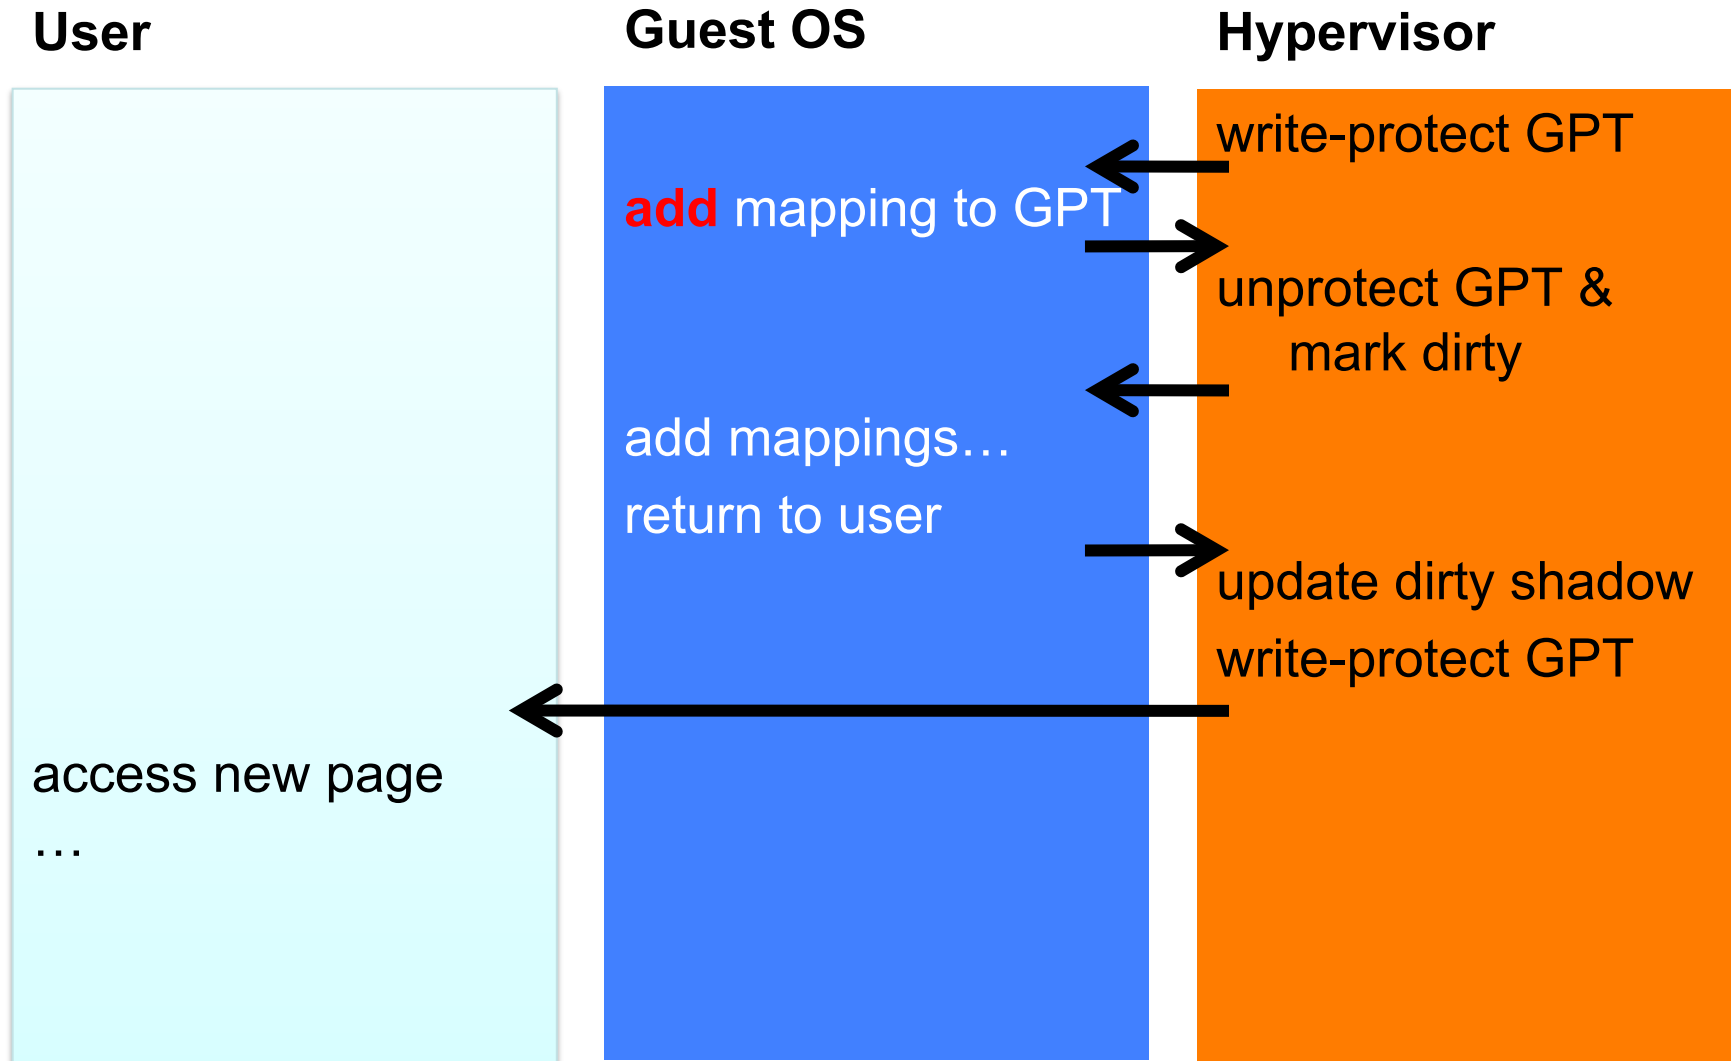 User
Guest OS
Hypervisor
write-protect GPT
add mapping to GPT
unprotect GPT &
mark dirty
add mappings…
return to user
update dirty shadow
write-protect GPT
access new page
…